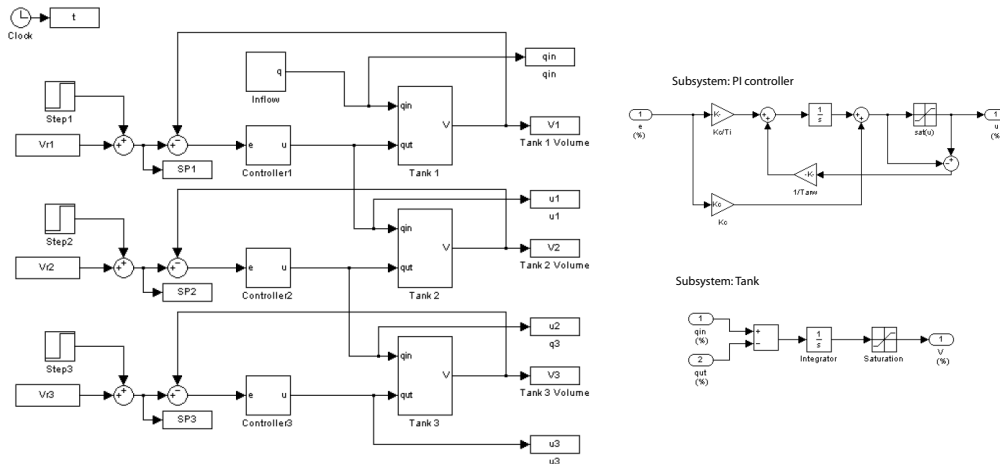 t
Clock
q
Inflow
qin
qin
Step1
Vr1
SP1
e u
Controller1
qin
qut
V
Tank 1
V1
Tank 1 Volume
Step2
Vr2
SP2
e u
Controller2
qin
qut
V
Tank 2
u1
u1
V2
Tank 2 Volume
Step3
Vr3
SP3
e u
Controller3
qin
qut
V
Tank 3
u2
q3
V3
Tank 3 Volume
u3
u3
Subsystem: PI controller
1
e
(%)
Kc/Ti
1
s
sat(u)
1
u
(%)
1/Tanw
Kc
Kc
Subsystem: Tank
1
qin
(%)
2
qut
(%)
1
s
Integrator
Saturation
1
V
(%)